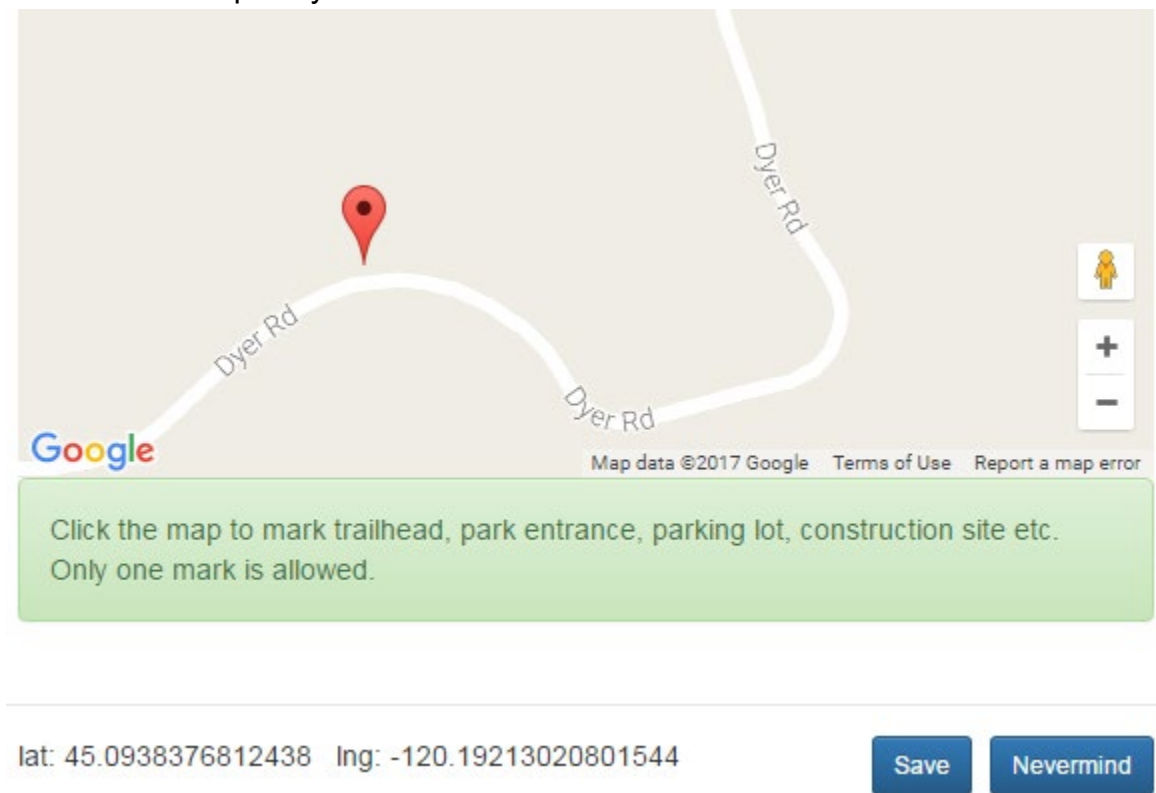 Dyer Rd
Dyer Rd
Dyer Rd
Google
Map data ©2017 Google Terms of Use Report a map error
Click the map to mark trailhead, park entrance, parking lot, construction site etc.
Only one mark is allowed.
lat: 45.0938376812438 lng: -120.19213020801544
Save Nevermind